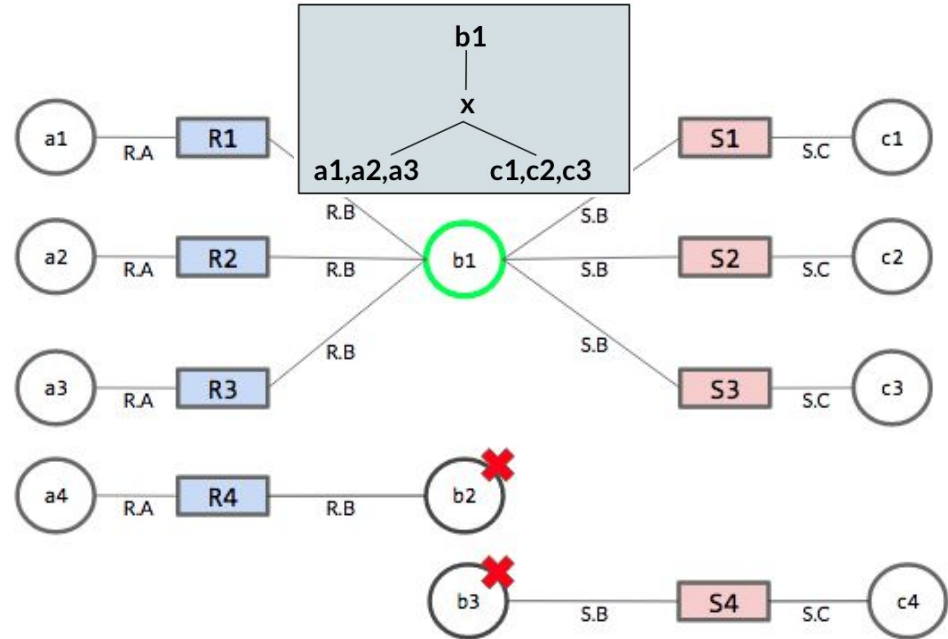 b1
x
a1,a2,a3 c1,c2,c3
a1 R.A R1 R.B S.B S1 S.C c1
a2 R.A R2 R.B b1 S.B S2 S.C c2
a3 R.A R3 R.B S.B S3 S.C c3
a4 R.A R4 R.B b2
b3 S.B S4 S.C c4